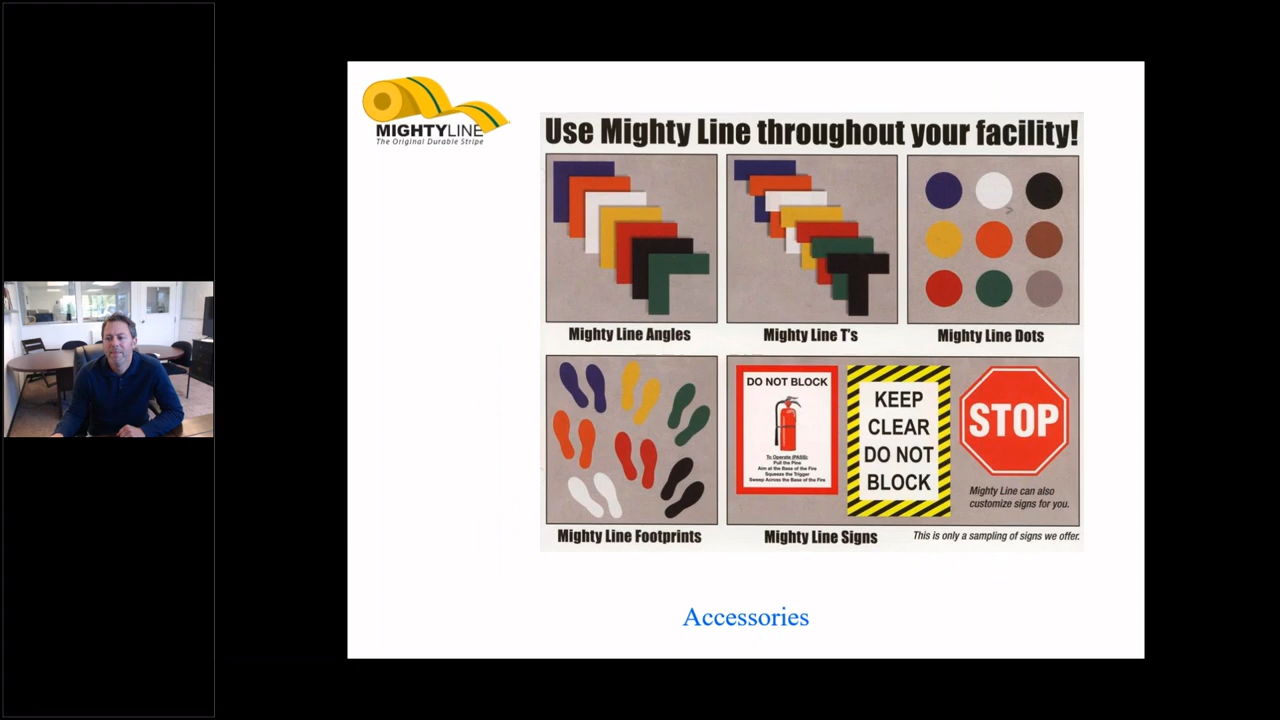 MIGHTYLINE
The Original Durable Stripe
Use Mighty Line throughout your facility!
Mighty Line Angles
Mighty Line T's
Mighty Line Dots
DO NOT BLOCK
To Operate (PASS):
Pull the Pine
Aim at the Base of the Fire
Squeeze the Trigger
Sweep Across the Base of the Fire
KEEP
CLEAR
DO NOT
BLOCK
STOP
Mighty Line can also
customize signs for you.
Mighty Line Footprints
Mighty Line Signs
This is only a sampling of signs we offer.
Accessories